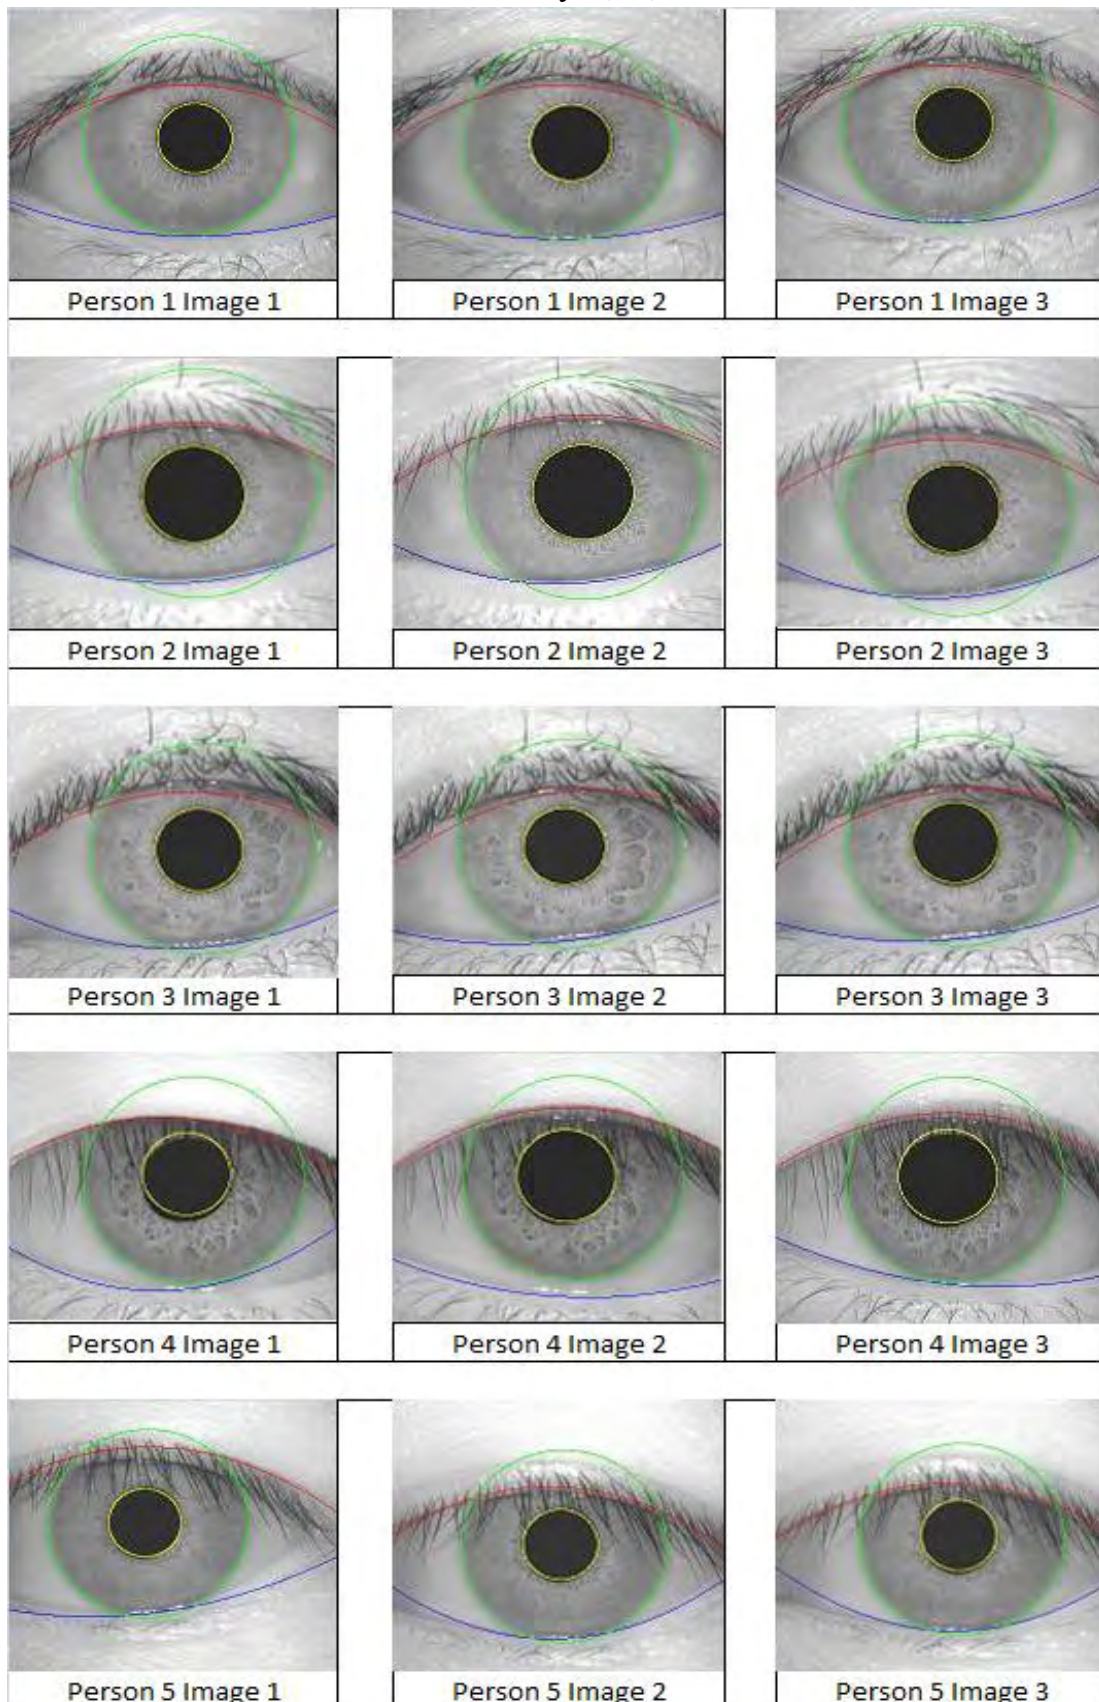 Person 1 Image 1
Person 1 Image 2
Person 1 Image 3
Person 2 Image 1
Person 2 Image 2
Person 2 Image 3
Person 3 Image 1
Person 3 Image 2
Person 3 Image 3
Person 4 Image 1
Person 4 Image 2
Person 4 Image 3
Person 5 Image 1
Person 5 Image 2
Person 5 Image 3